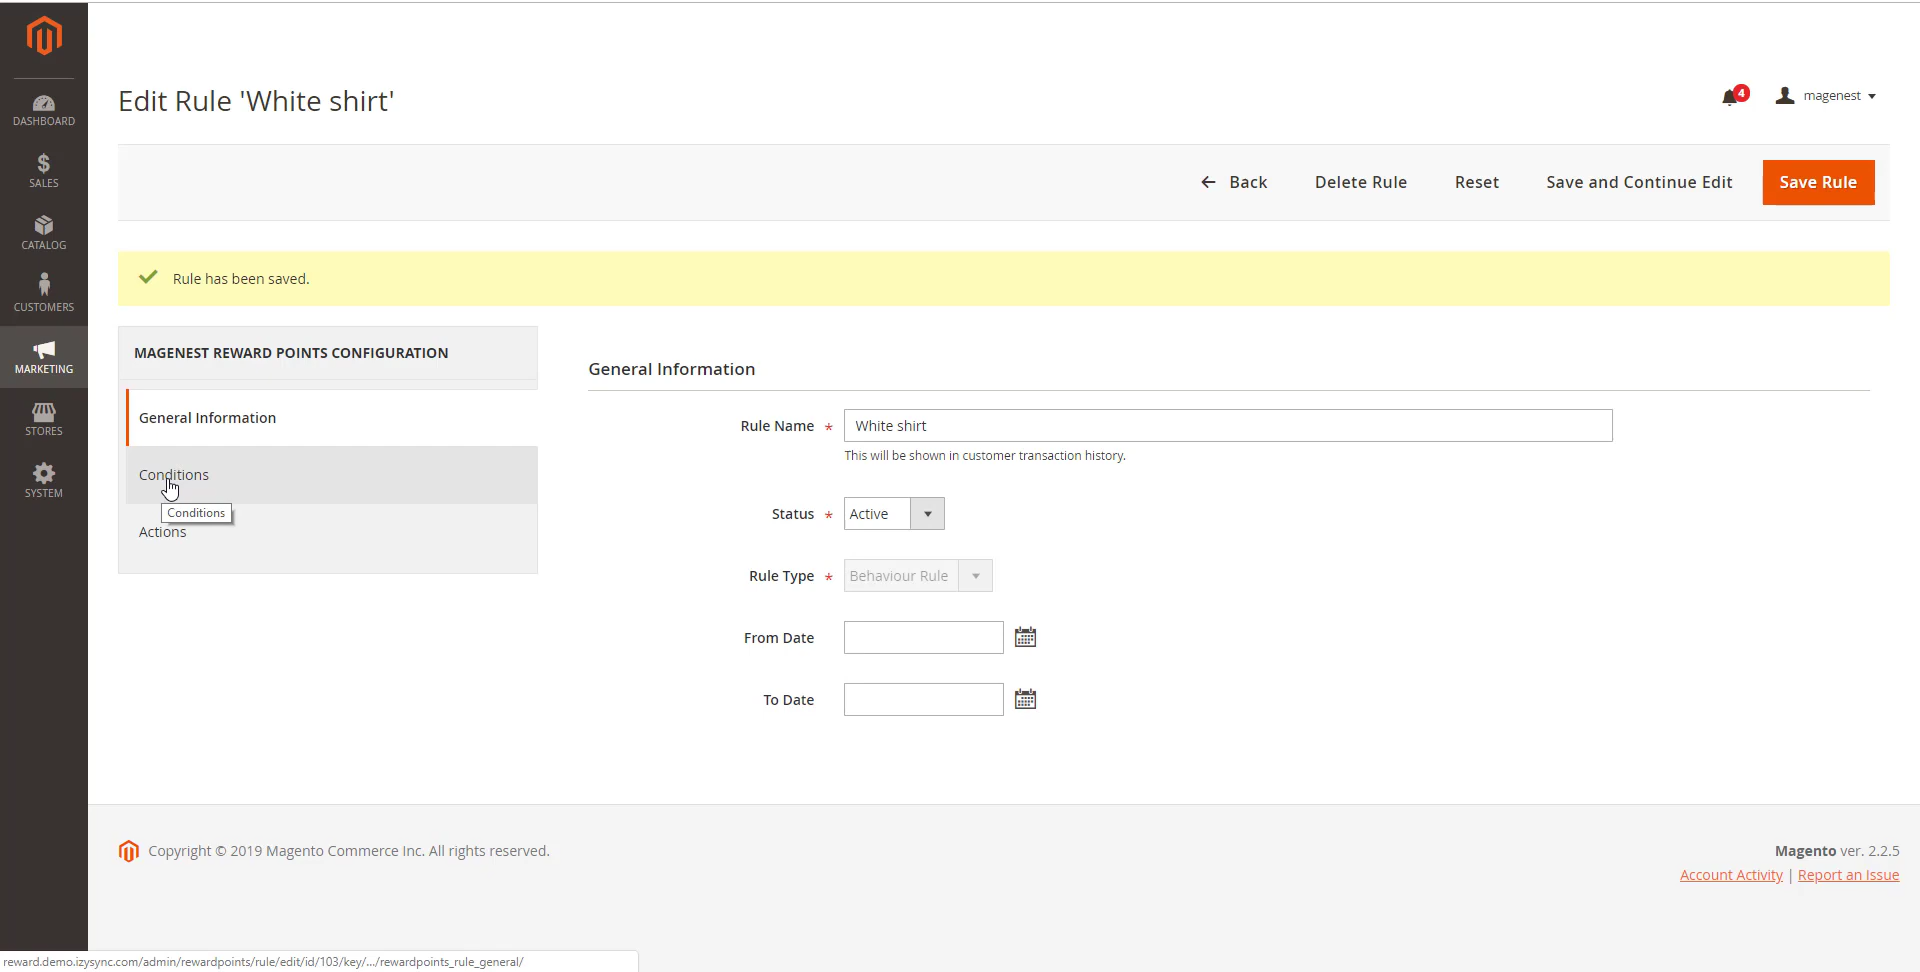 Edit Rule 'White shirt'
4
magenest
DASHBOARD
SALES
CATALOG
CUSTOMERS
MARKETING
STORES
SYSTEM
Back
Delete Rule
Reset
Save and Continue Edit
Save Rule
Rule has been saved.
MAGENEST REWARD POINTS CONFIGURATION
General Information
Conditions
Conditions
Actions
General Information
Rule Name *
White shirt
This will be shown in customer transaction history.
Status *
Active
Rule Type *
Behaviour Rule
From Date
To Date
Copyright © 2019 Magento Commerce Inc. All rights reserved.
Magento ver. 2.2.5
Account Activity | Report an Issue
reward.demo.izysync.com/admin/rewardpoints/rule/edit/id/103/key/.../rewardpoints_rule_general/